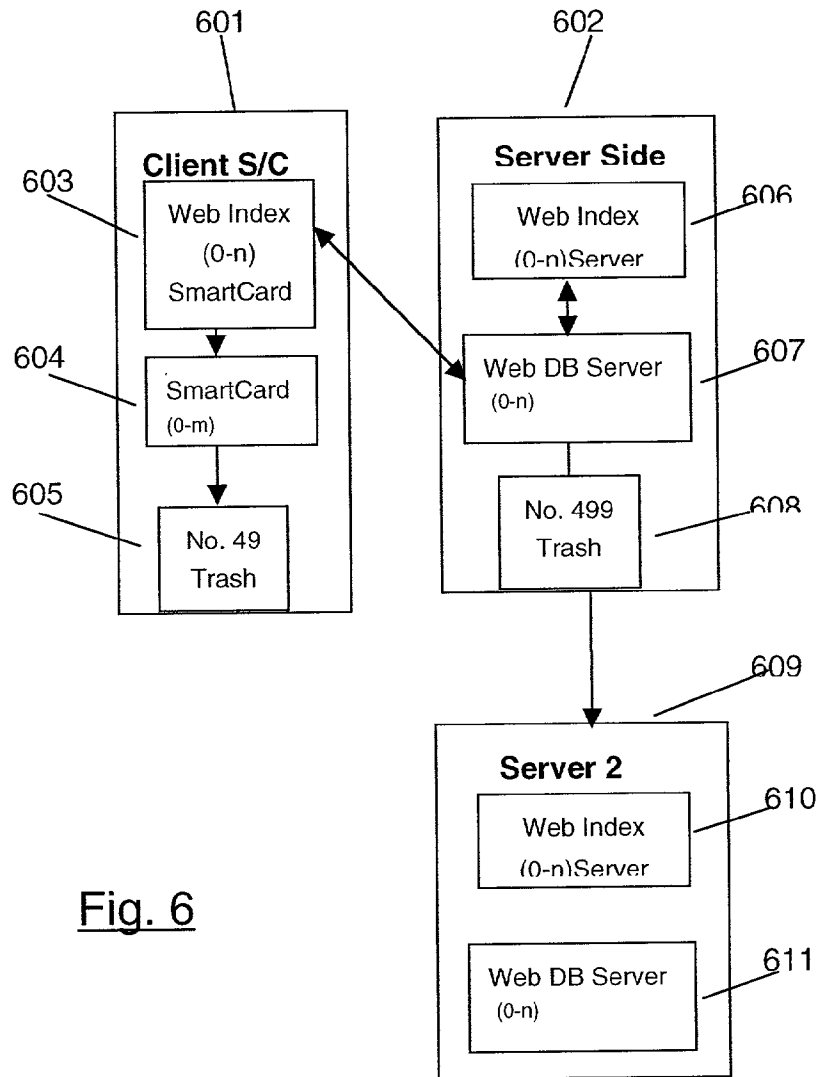 601
602
Client S/C
603
Web Index
(0-n)
SmartCard
604
SmartCard
(0-m)
605
No. 49
Trash
Server Side
Web Index
(0-n)Server
606
Web DB Server
(0-n)
607
No. 499
Trash
608
609
Server 2
Web Index
(0-n)Server
610
Web DB Server
(0-n)
611
Fig. 6